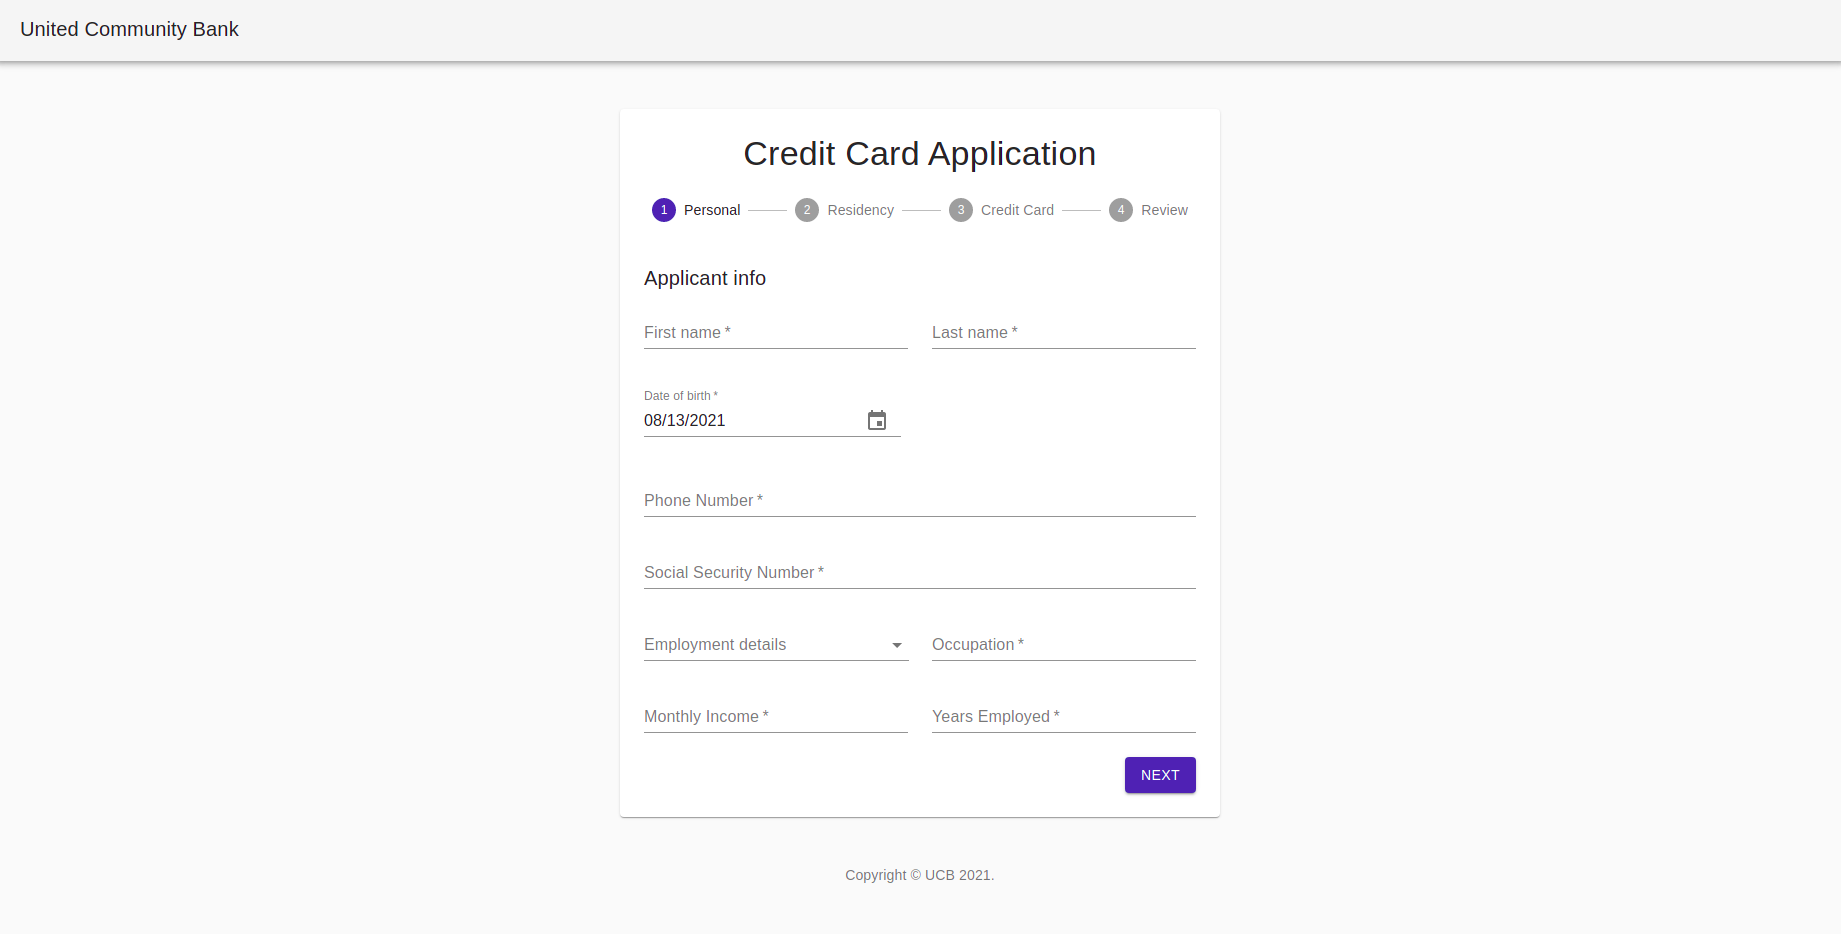 United Community Bank
Credit Card Application
1 Personal 2 Residency 3 Credit Card 4 Review
Applicant info
First name * Last name *
Date of birth *
08/13/2021
Phone Number *
Social Security Number *
Employment details Occupation *
Monthly Income * Years Employed *
NEXT
Copyright © UCB 2021.